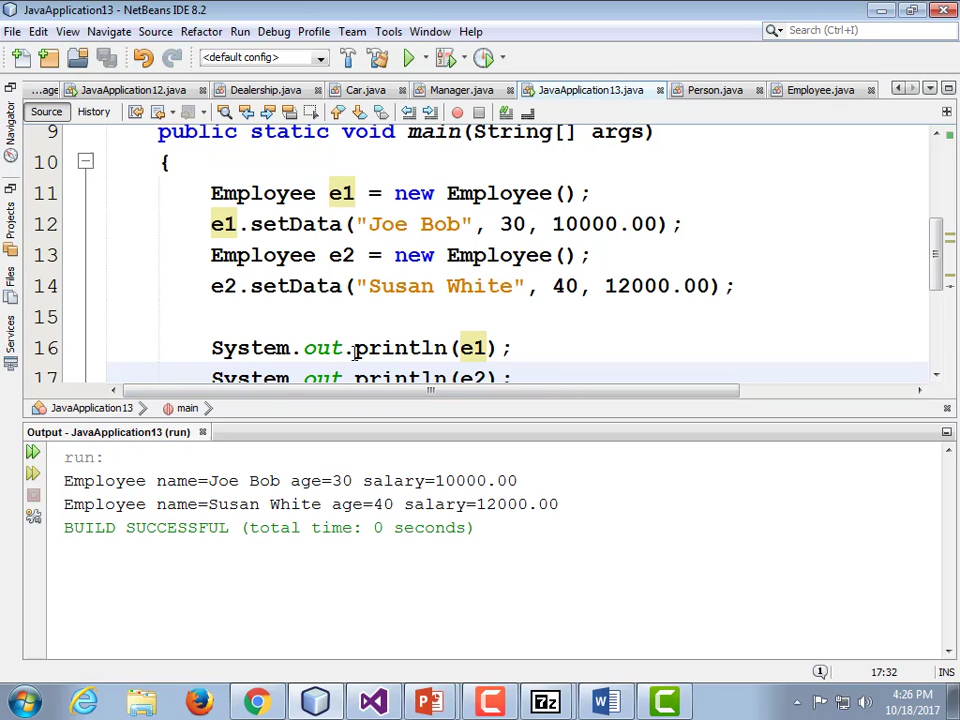 JavaApplication13 - NetBeans IDE 8.2
File Edit View Navigate Source Refactor Run Debug Profile Team Tools Window Help
Search (Ctrl+I)
<default config>
...age JavaApplication12.java Dealership.java Car.java Manager.java JavaApplication13.java Person.java Employee.java
Source History
Navigator
Projects
Files
Services
9 public static void main(String[] args)
10 {
11 Employee e1 = new Employee();
12 e1.setData("Joe Bob", 30, 10000.00);
13 Employee e2 = new Employee();
14 e2.setData("Susan White", 40, 12000.00);
15
16 System.out.println(e1);
17 System.out.println(e2);
JavaApplication13 main
Output - JavaApplication13 (run)
run:
Employee name=Joe Bob age=30 salary=10000.00
Employee name=Susan White age=40 salary=12000.00
BUILD SUCCESSFUL (total time: 0 seconds)
1 17:32 INS
4:26 PM
10/18/2017